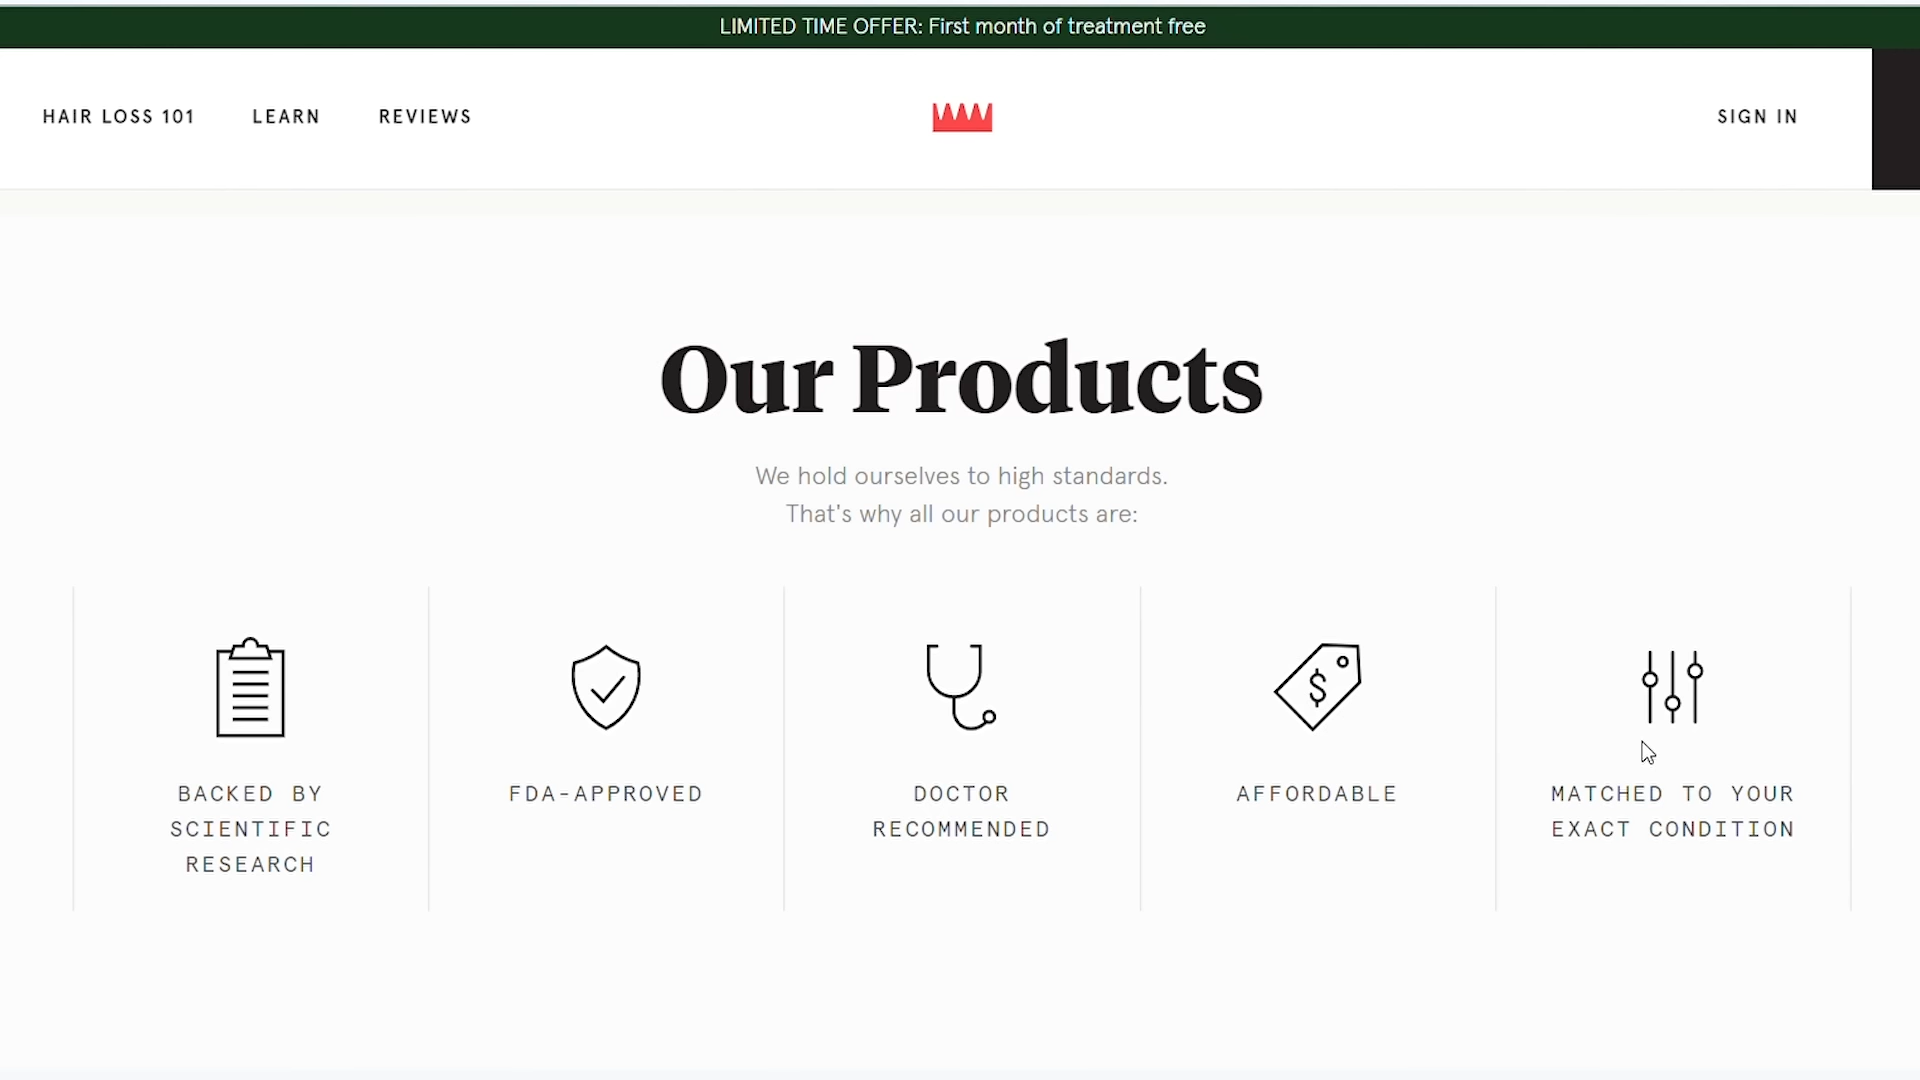 LIMITED TIME OFFER: First month of treatment free
HAIR LOSS 101
LEARN
REVIEWS
SIGN IN
Our Products
We hold ourselves to high standards.
That's why all our products are:
BACKED BY
SCIENTIFIC
RESEARCH
FDA-APPROVED
DOCTOR
RECOMMENDED
$
AFFORDABLE
MATCHED TO YOUR
EXACT CONDITION